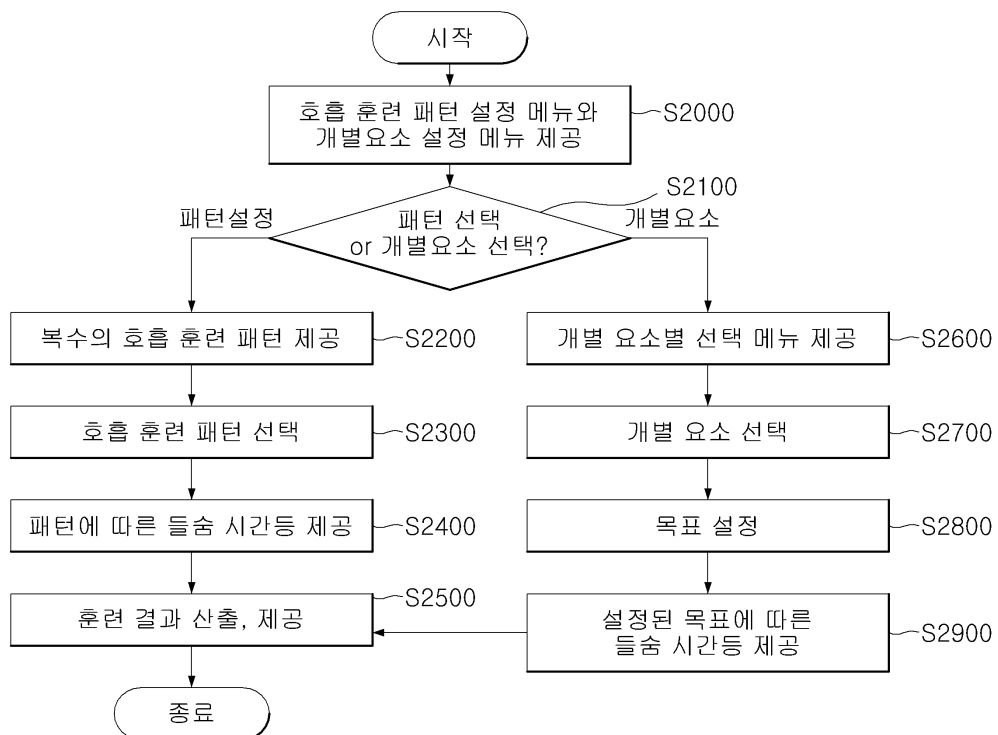 시작
호흡 훈련 패턴 설정 메뉴와
개별요소 설정 메뉴 제공
S2000
S2100
패턴설정
패턴 선택
or 개별요소 선택?
개별요소
복수의 호흡 훈련 패턴 제공
S2200
개별 요소별 선택 메뉴 제공
S2600
호흡 훈련 패턴 선택
S2300
개별 요소 선택
S2700
패턴에 따른 들숨 시간등 제공
S2400
목표 설정
S2800
훈련 결과 산출, 제공
S2500
설정된 목표에 따른
들숨 시간등 제공
S2900
종료